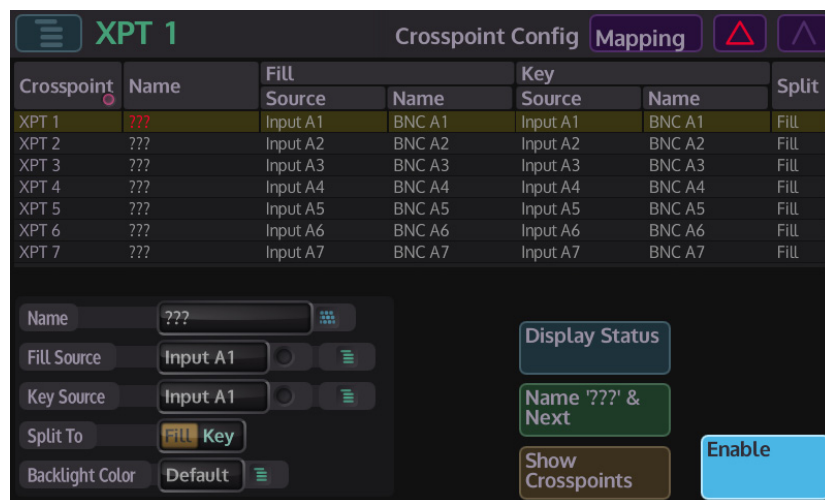 XPT 1 Crosspoint Config Mapping
Crosspoint Name Fill Key Split
Source Name Source Name
XPT 1 ??? Input A1 BNC A1 Input A1 BNC A1 Fill
XPT 2 ??? Input A2 BNC A2 Input A2 BNC A2 Fill
XPT 3 ??? Input A3 BNC A3 Input A3 BNC A3 Fill
XPT 4 ??? Input A4 BNC A4 Input A4 BNC A4 Fill
XPT 5 ??? Input A5 BNC A5 Input A5 BNC A5 Fill
XPT 6 ??? Input A6 BNC A6 Input A6 BNC A6 Fill
XPT 7 ??? Input A7 BNC A7 Input A7 BNC A7 Fill
Name ???
Fill Source Input A1
Key Source Input A1
Split To Fill Key
Backlight Color Default
Display Status
Name '???' &
Next
Show
Crosspoints
Enable